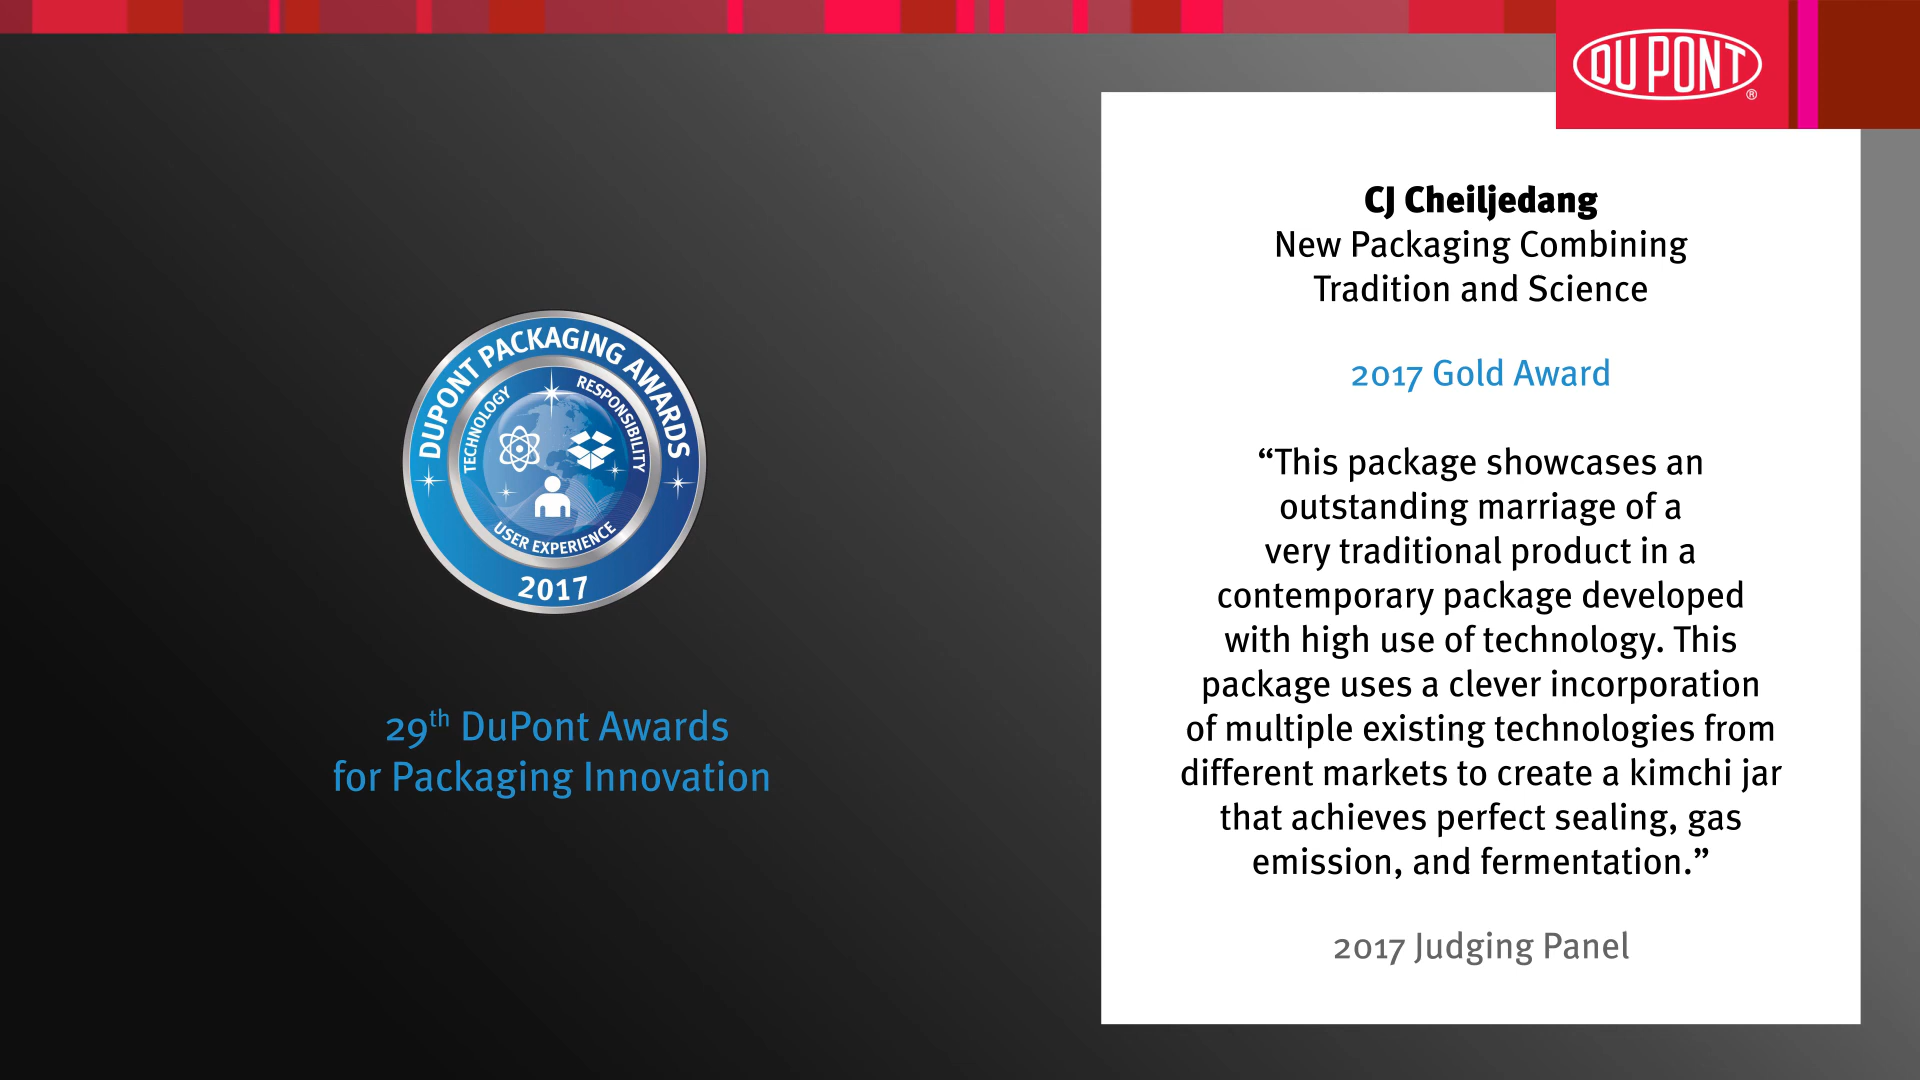 DU PONT ®
DUPONT PACKAGING AWARDS
TECHNOLOGY
RESPONSIBILITY
USER EXPERIENCE
2017
29th DuPont Awards
for Packaging Innovation
CJ Cheiljedang
New Packaging Combining
Tradition and Science
2017 Gold Award
“This package showcases an
outstanding marriage of a
very traditional product in a
contemporary package developed
with high use of technology. This
package uses a clever incorporation
of multiple existing technologies from
different markets to create a kimchi jar
that achieves perfect sealing, gas
emission, and fermentation.”
2017 Judging Panel